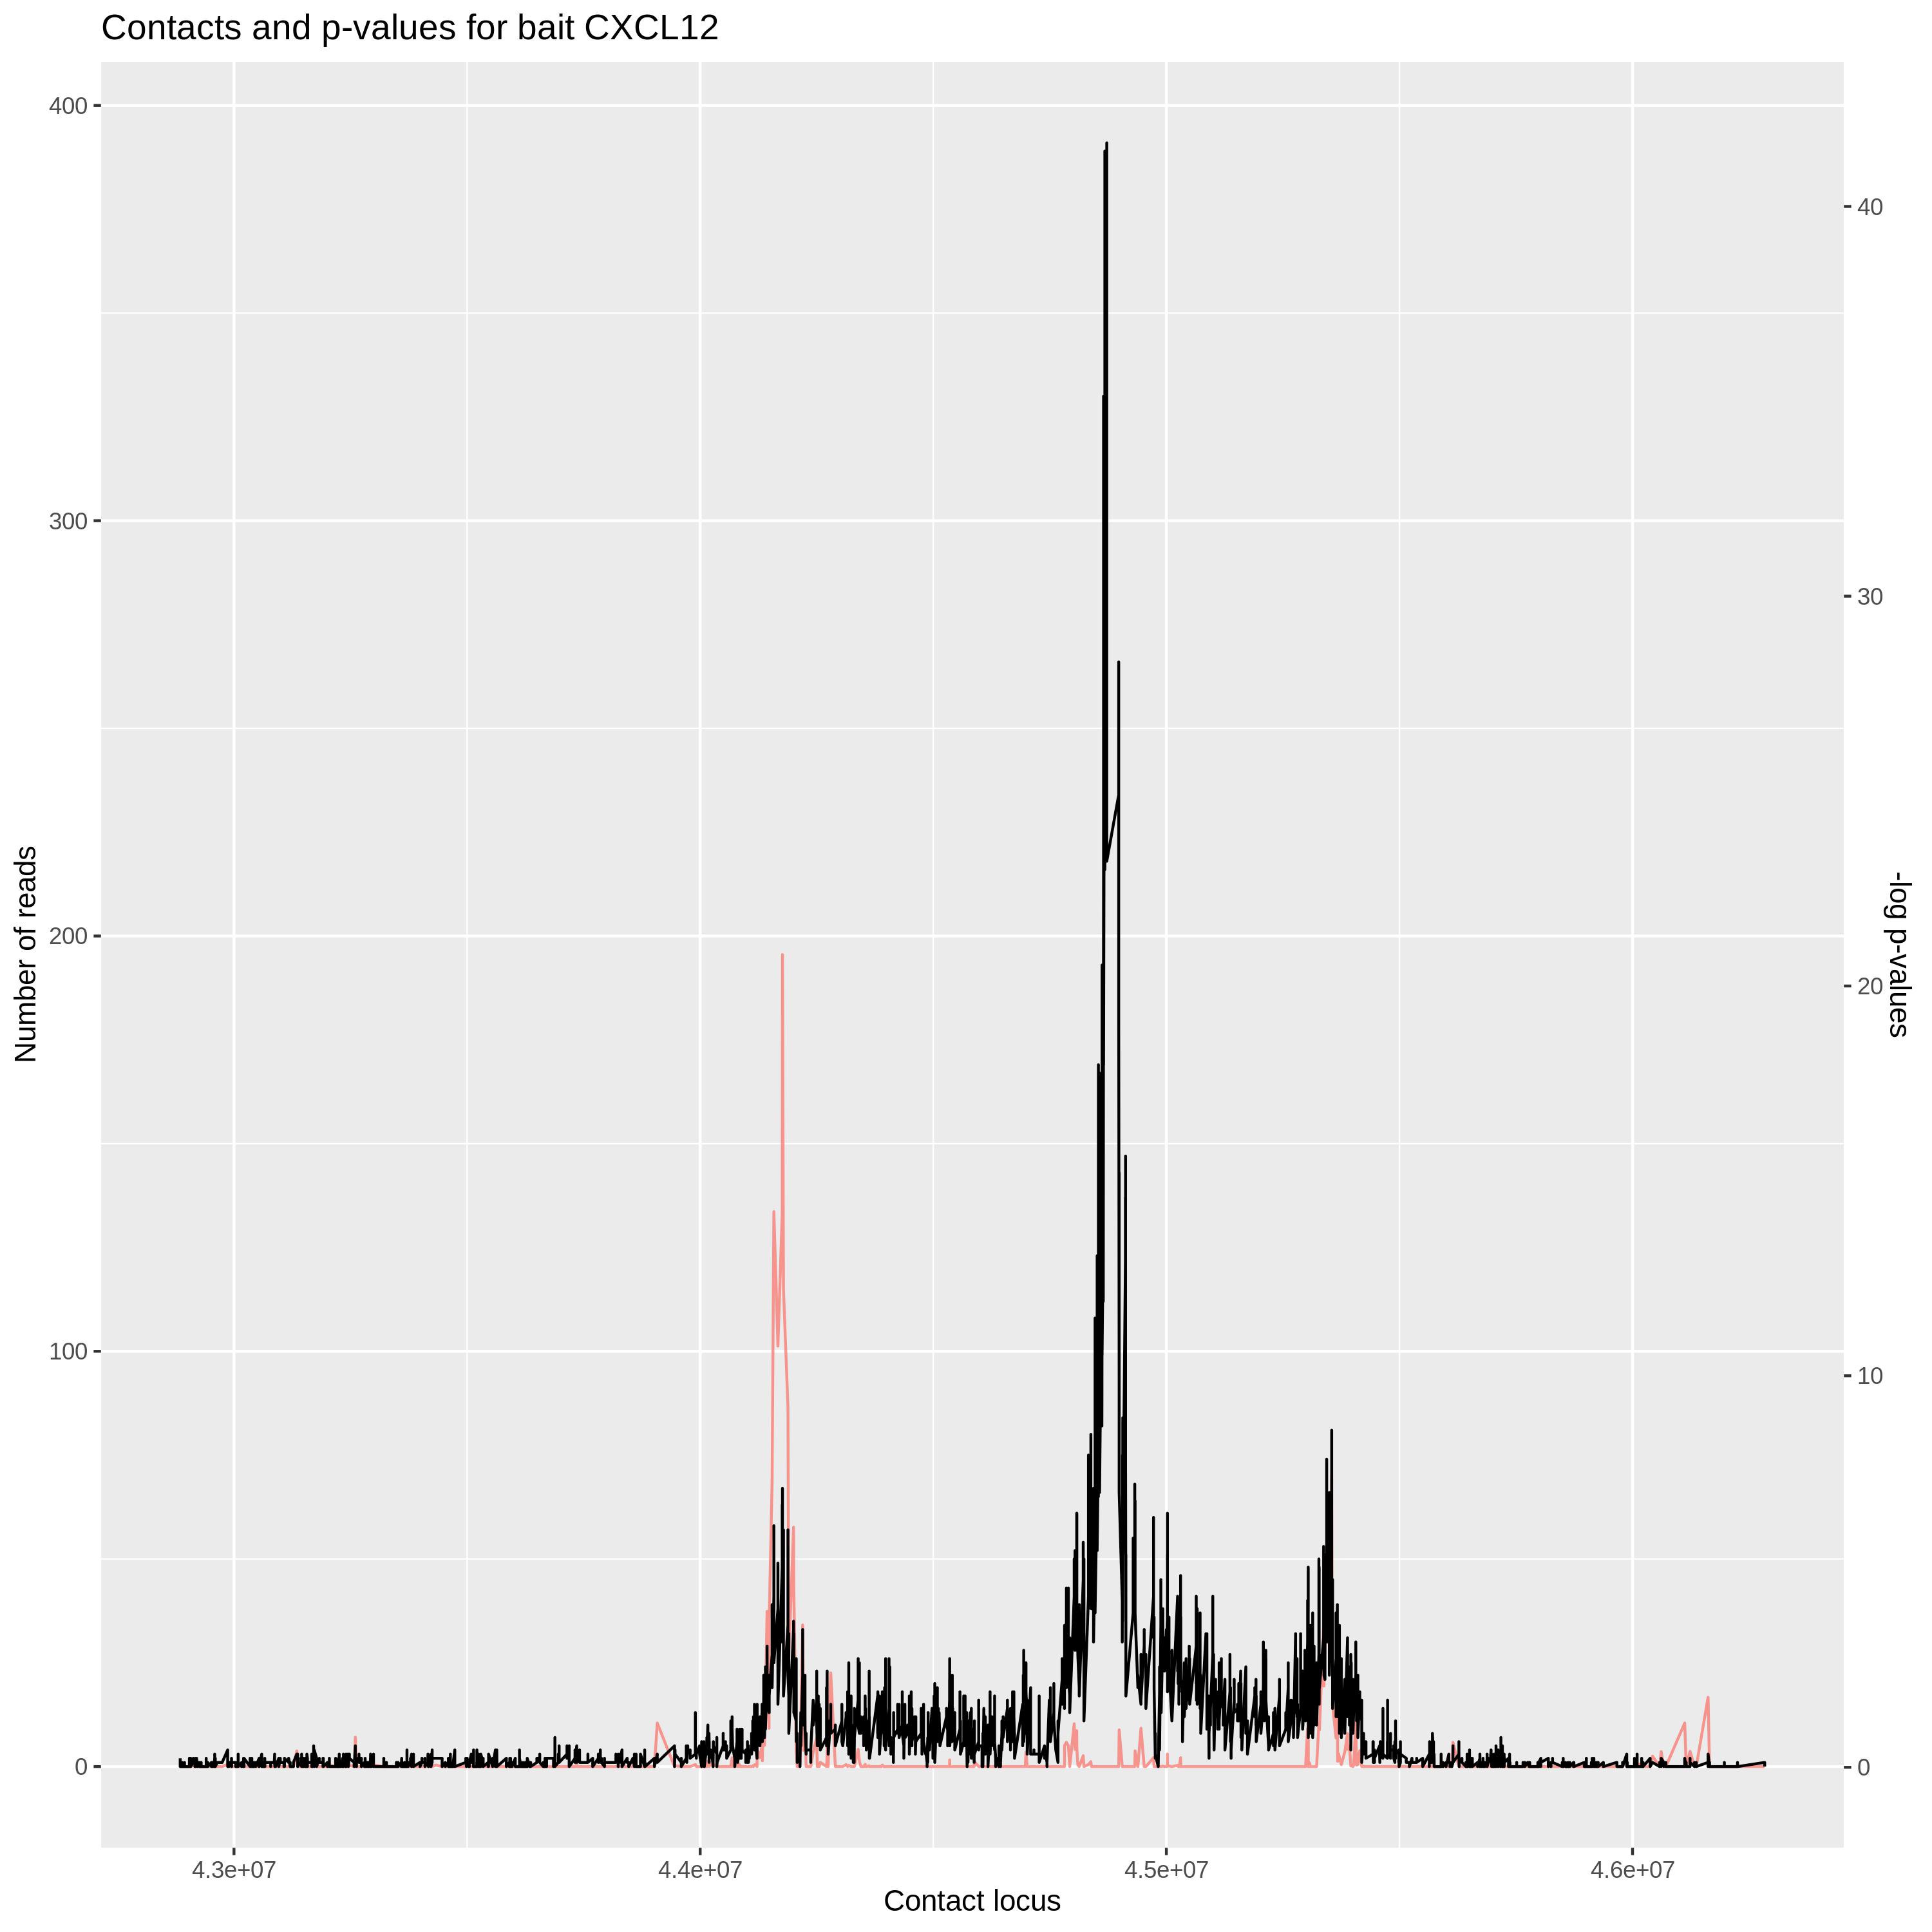 Contacts and p-values for bait CXCL12
400
300
200
100
0
Number of reads
40
30
20
10
0
-log p-values
4.3e+07
4.4e+07
4.5e+07
4.6e+07
Contact locus